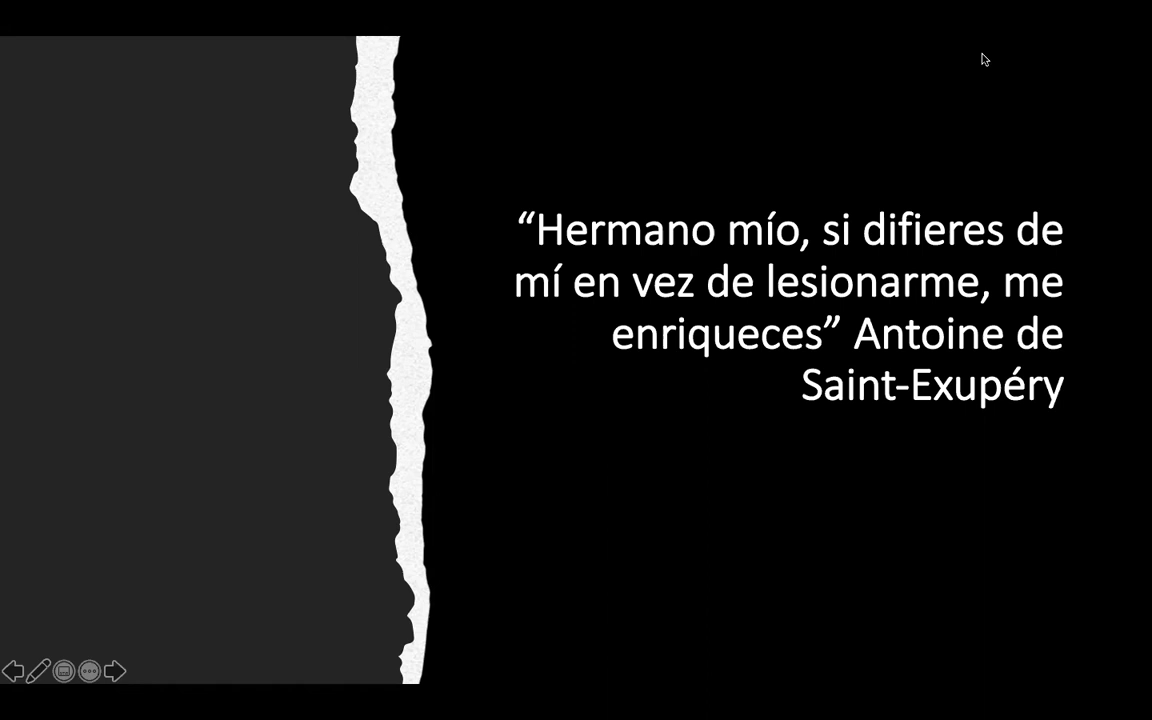 “Hermano mío, si difieres de
mí en vez de lesionarme, me
enriqueces” Antoine de
Saint-Exupéry